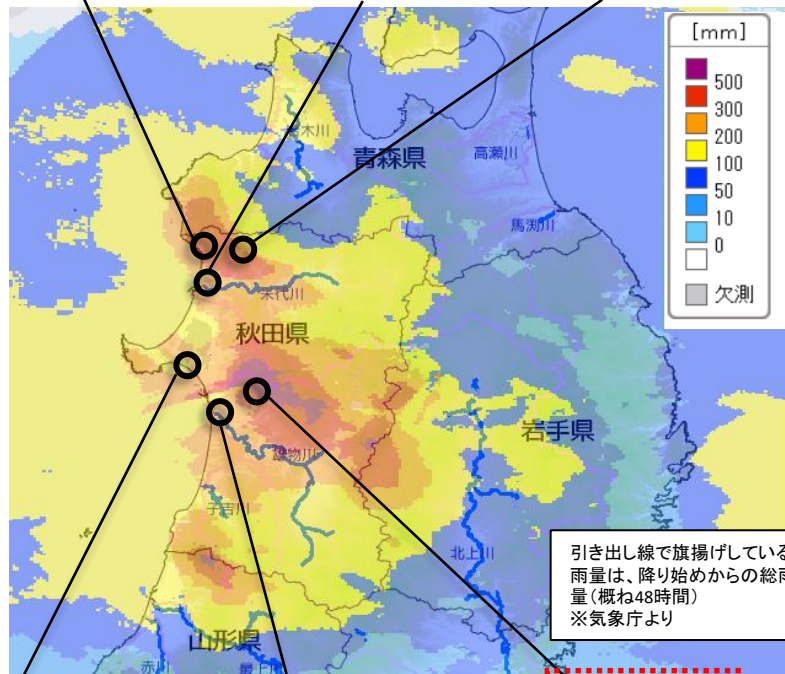 [mm]
500
300
200
100
50
10
0
欠測
木川
青森県
高瀬川
馬渕川
米代川
秋田県
岩手県
雄物川
子吉川
北上川
引き出し線で旗揚げしている
雨量は、降り始めからの総雨
量(概ね48時間)
※気象庁より
山形県
赤川
最上